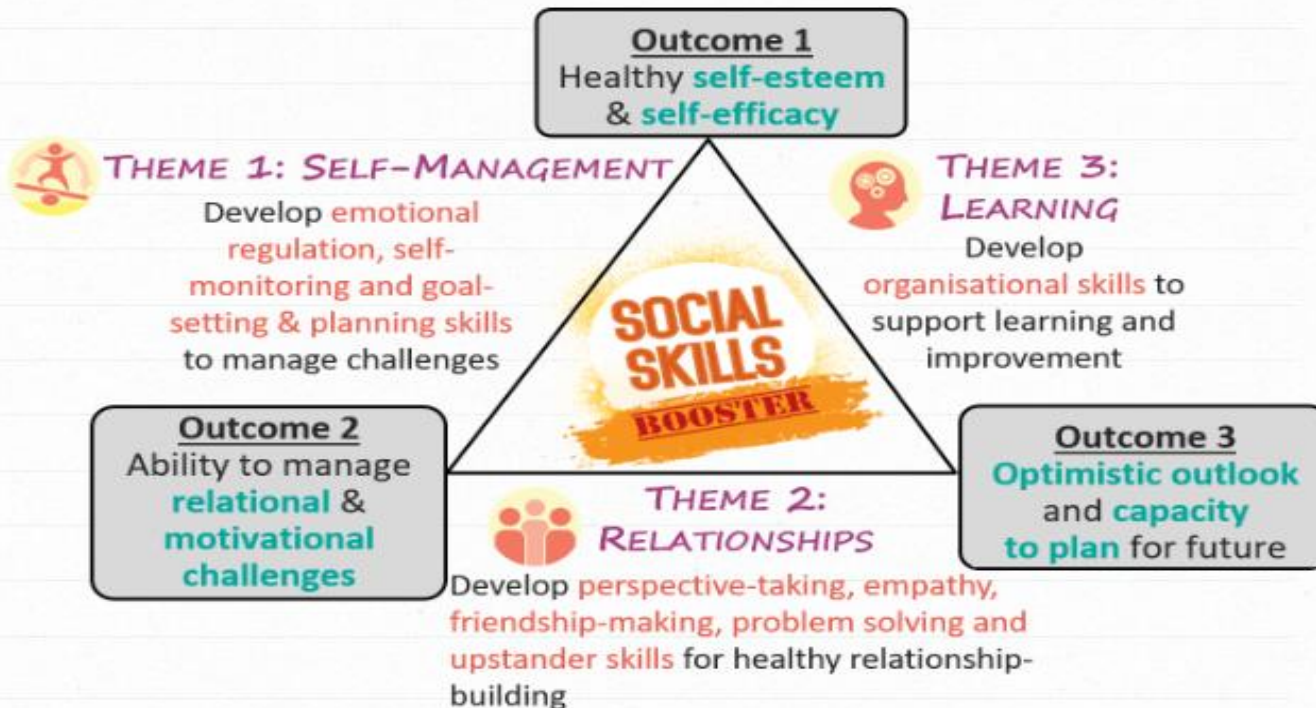 Outcome 1
Healthy self-esteem
& self-efficacy
THEME 1: SELF-MANAGEMENT
Develop emotional
regulation, self-
monitoring and goal-
setting & planning skills
to manage challenges
THEME 3:
LEARNING
Develop
organisational skills to
support learning and
improvement
SOCIAL
SKILLS
BOOSTER
Outcome 2
Ability to manage
relational &
motivational
challenges
Outcome 3
Optimistic outlook
and capacity
to plan for future
THEME 2:
RELATIONSHIPS
Develop perspective-taking, empathy,
friendship-making, problem solving and
upstander skills for healthy relationship-
building